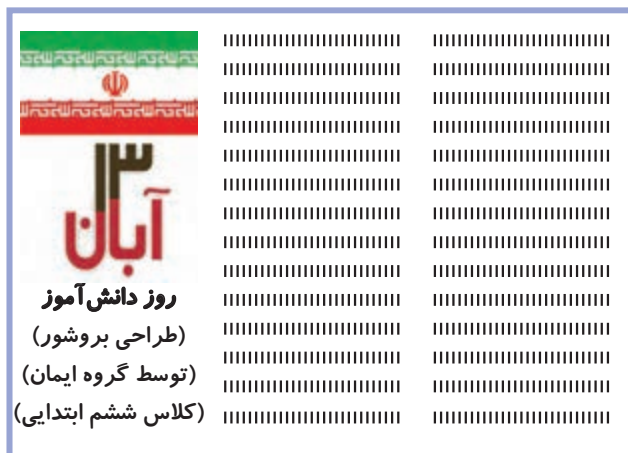 ۱۳
آبان
روز دانش‌آموز
(طراحی بروشور)
(توسط گروه ایمان)
(کلاس ششم ابتدایی)